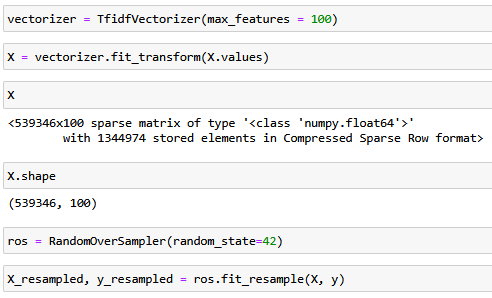 vectorizer = TfidfVectorizer(max_features = 100)
X = vectorizer.fit_transform(X.values)
X
<539346x100 sparse matrix of type '<class 'numpy.float64'>'
        with 1344974 stored elements in Compressed Sparse Row format>
X.shape
(539346, 100)
ros = RandomOverSampler(random_state=42)
X_resampled, y_resampled = ros.fit_resample(X, y)